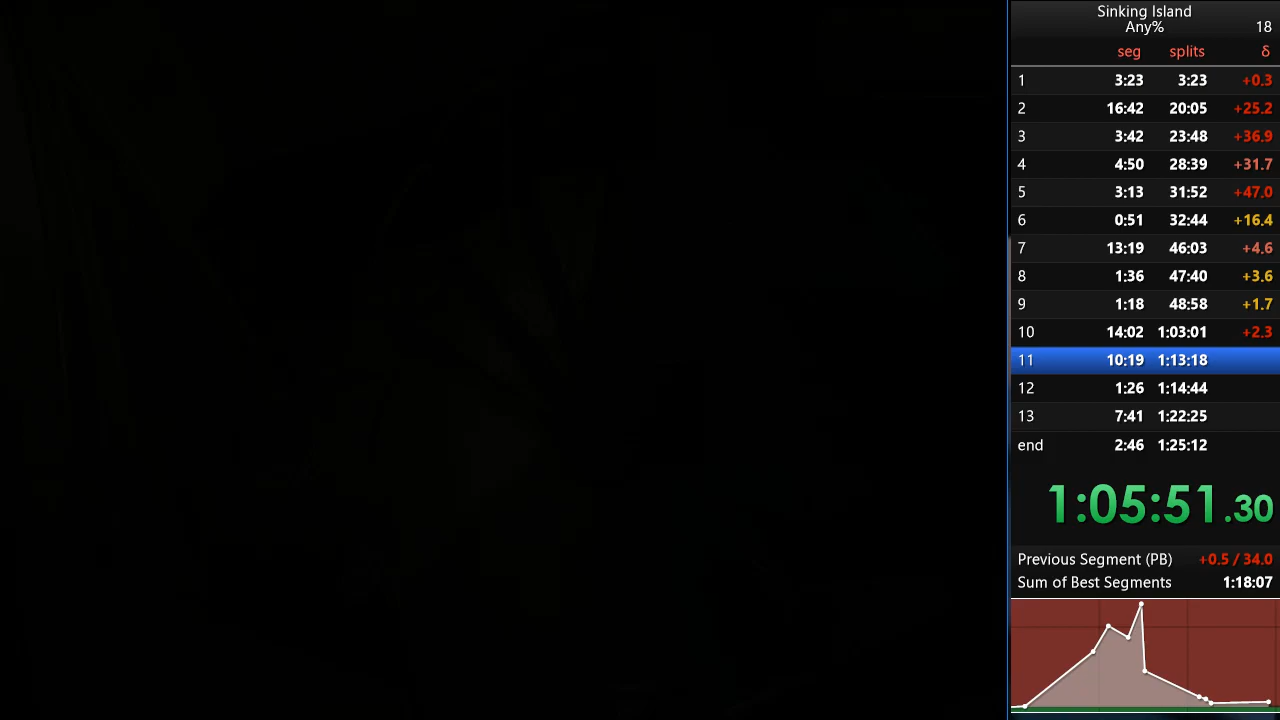 Sinking Island
Any% 18
seg splits δ
1 3:23 3:23 +0.3
2 16:42 20:05 +25.2
3 3:42 23:48 +36.9
4 4:50 28:39 +31.7
5 3:13 31:52 +47.0
6 0:51 32:44 +16.4
7 13:19 46:03 +4.6
8 1:36 47:40 +3.6
9 1:18 48:58 +1.7
10 14:02 1:03:01 +2.3
11 10:19 1:13:18
12 1:26 1:14:44
13 7:41 1:22:25
end 2:46 1:25:12
1:05:51.30
Previous Segment (PB) +0.5 / 34.0
Sum of Best Segments 1:18:07